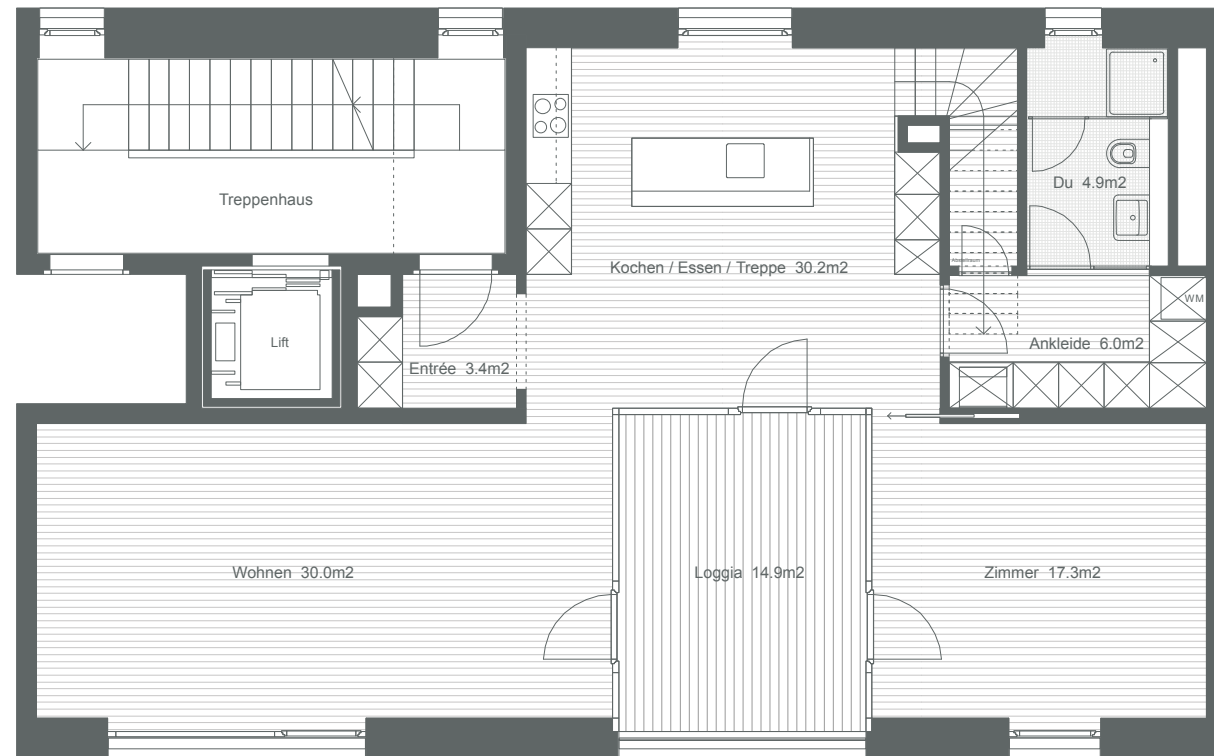 Treppenhaus
Du 4.9m2
Kochen / Essen / Treppe 30.2m2
Abstellraum
WM
Lift
Ankleide 6.0m2
Entrée 3.4m2
Wohnen 30.0m2
Loggia 14.9m2
Zimmer 17.3m2